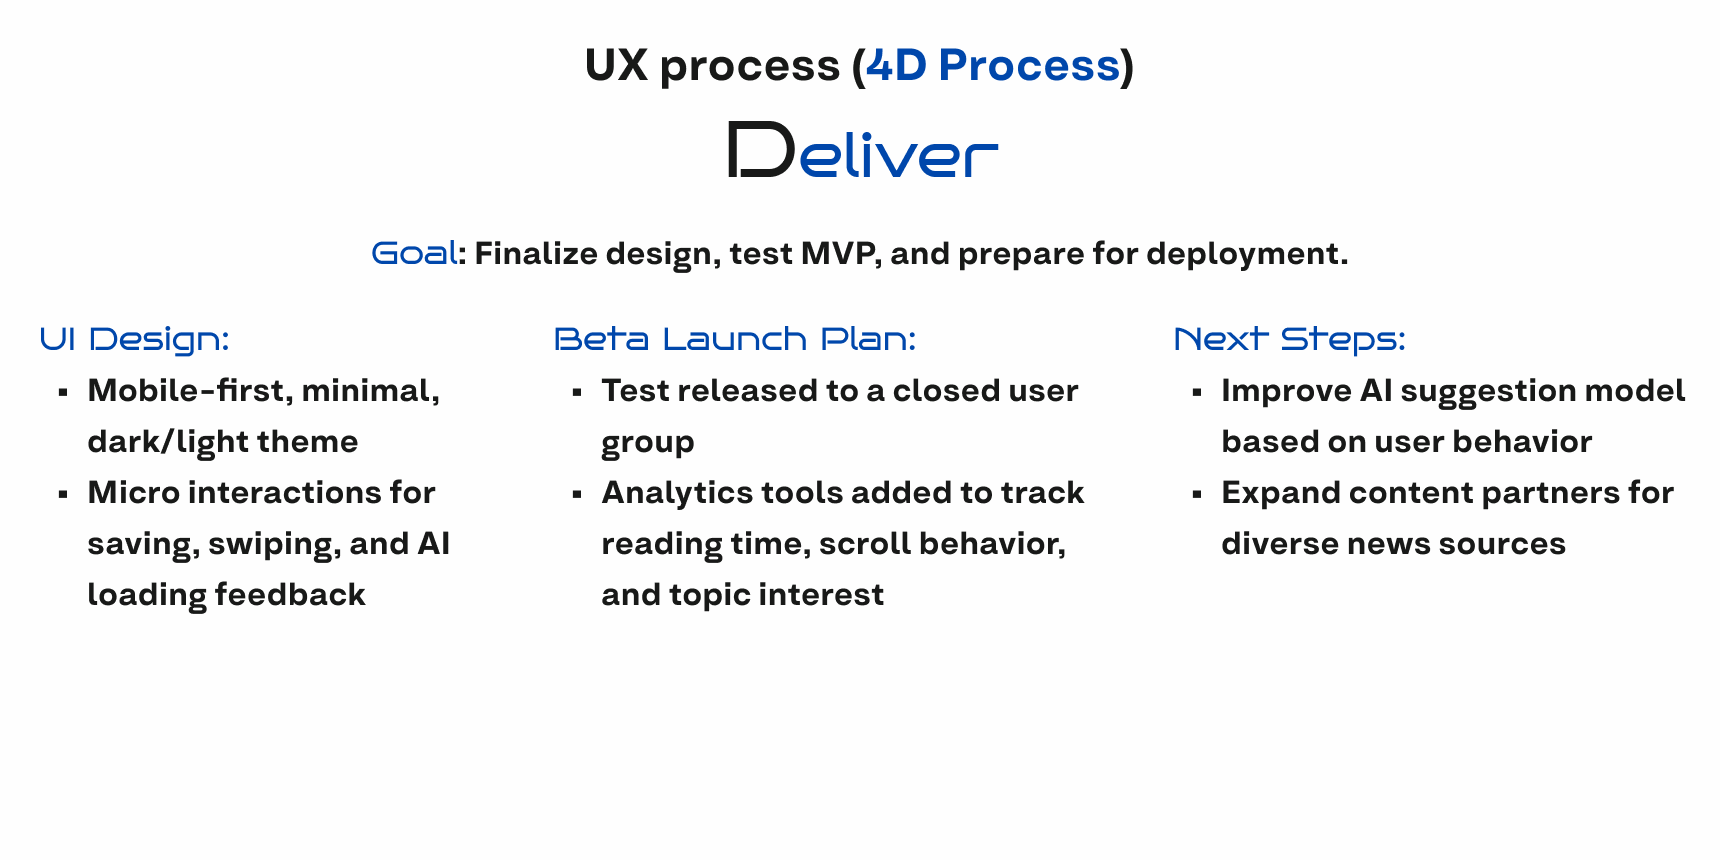 UX process (4D Process)
Deliver
Goal: Finalize design, test MVP, and prepare for deployment.
UI Design:
▪ Mobile-first, minimal,
dark/light theme
▪ Micro interactions for
saving, swiping, and AI
loading feedback
Beta Launch Plan:
▪ Test released to a closed user
group
▪ Analytics tools added to track
reading time, scroll behavior,
and topic interest
Next Steps:
▪ Improve AI suggestion model
based on user behavior
▪ Expand content partners for
diverse news sources